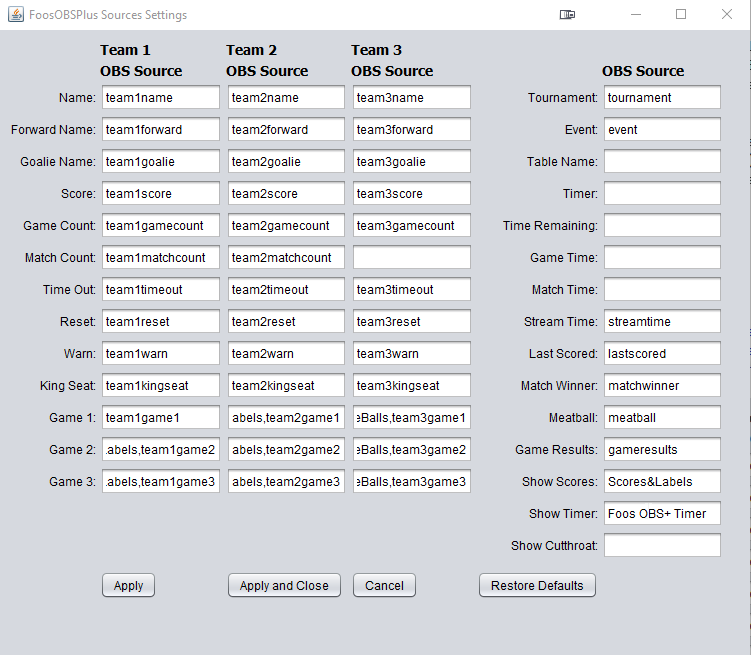 FoosOBSPlus Sources Settings
Team 1 Team 2 Team 3
OBS Source OBS Source OBS Source OBS Source
Name: team1name team2name team3name Tournament: tournament
Forward Name: team1forward team2forward team3forward Event: event
Goalie Name: team1goalie team2goalie team3goalie Table Name:
Score: team1score team2score team3score Timer:
Game Count: team1gamecount team2gamecount team3gamecount Time Remaining:
Match Count: team1matchcount team2matchcount Game Time:
Time Out: team1timeout team2timeout team3timeout Match Time:
Reset: team1reset team2reset team3reset Stream Time: streamtime
Warn: team1warn team2warn team3warn Last Scored: lastscored
King Seat: team1kingseat team2kingseat team3kingseat Match Winner: matchwinner
Game 1: team1game1 abels,team2game1 eBalls,team3game1 Meatball: meatball
Game 2: .abels,team1game2 abels,team2game2 eBalls,team3game2 Game Results: gameresults
Game 3: .abels,team1game3 abels,team2game3 eBalls,team3game3 Show Scores: Scores&Labels
Show Timer: Foos OBS+ Timer
Show Cutthroat:
Apply Apply and Close Cancel Restore Defaults